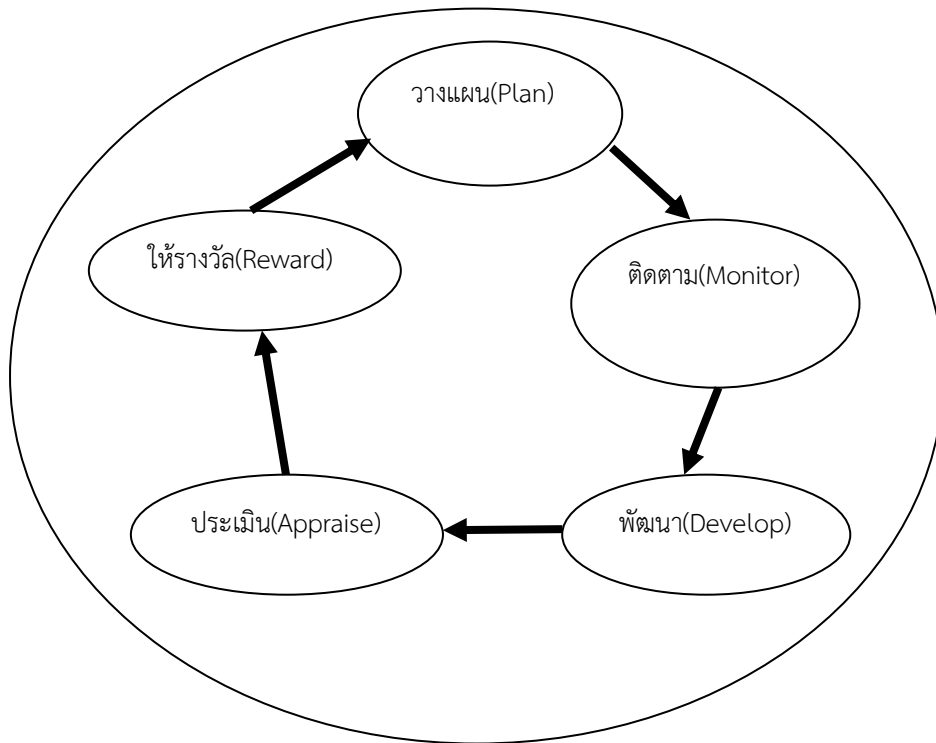 วางแผน(Plan)
ติดตาม(Monitor)
พัฒนา(Develop)
ประเมิน(Appraise)
ให้รางวัล(Reward)